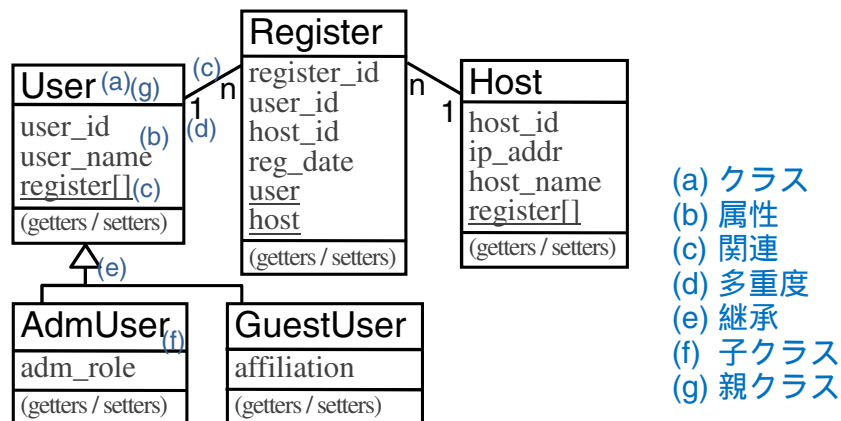 User (a)(g)
user_id
user_name (b)
register[] (c)
(getters / setters)
(c)
1
n
(d)
Register
register_id
user_id
host_id
reg_date
user
host
(getters / setters)
n
1
Host
host_id
ip_addr
host_name
register[]
(getters / setters)
(e)
AdmUser (f)
adm_role
(getters / setters)
GuestUser
affiliation
(getters / setters)
(a) クラス
(b) 属性
(c) 関連
(d) 多重度
(e) 継承
(f) 子クラス
(g) 親クラス